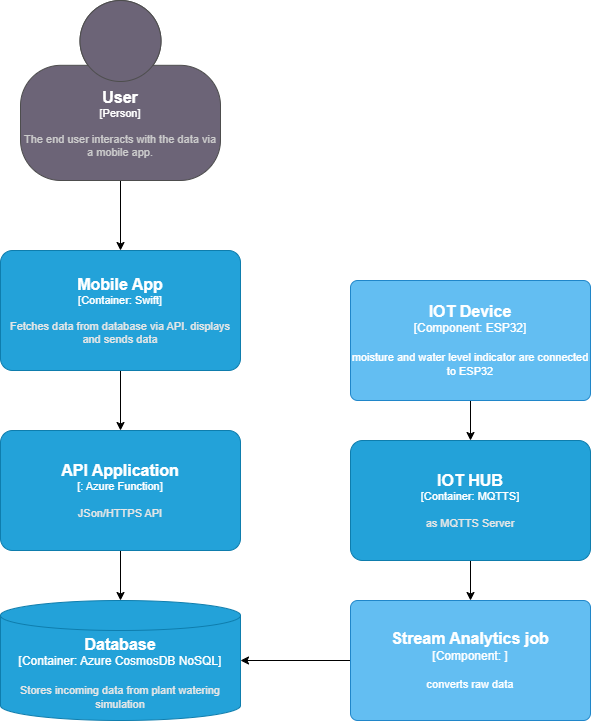 User
[Person]
The end user interacts with the data via
a mobile app.
Mobile App
[Container: Swift]
Fetches data from database via API. displays
and sends data
API Application
[: Azure Function]
JSon/HTTPS API
Database
[Container: Azure CosmosDB NoSQL]
Stores incoming data from plant watering
simulation
IOT Device
[Component: ESP32]
moisture and water level indicator are connected
to ESP32
IOT HUB
[Container: MQTTS]
as MQTTS Server
Stream Analytics job
[Component: ]
converts raw data